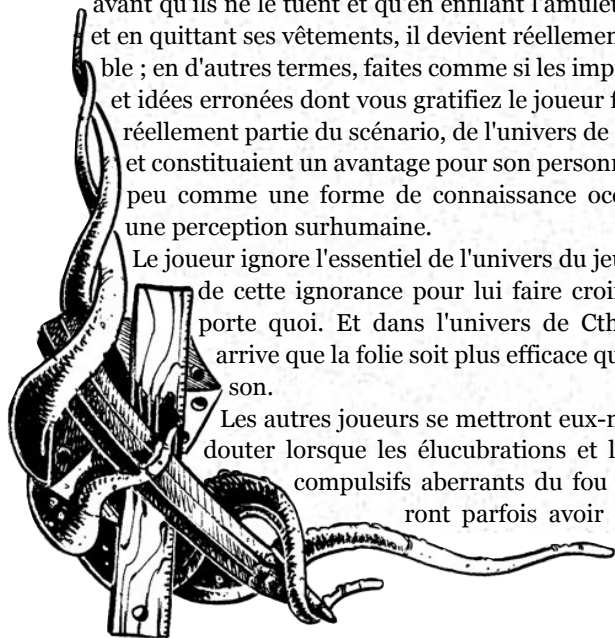 avant qu'ils ne le tuent et qu'en enfilant l'amulet
et en quittant ses vêtements, il devient réellemen
ble ; en d'autres termes, faites comme si les imp
et idées erronées dont vous gratifiez le joueur f
réellement partie du scénario, de l'univers de
et constituaient un avantage pour son personn
peu comme une forme de connaissance occ
une perception surhumaine.
Le joueur ignore l'essentiel de l'univers du jeu
de cette ignorance pour lui faire croi
porte quoi. Et dans l'univers de Cth
arrive que la folie soit plus efficace qu
son.
Les autres joueurs se mettront eux-m
douter lorsque les élucubrations et l
compulsifs aberrants du fou
ront parfois avoir